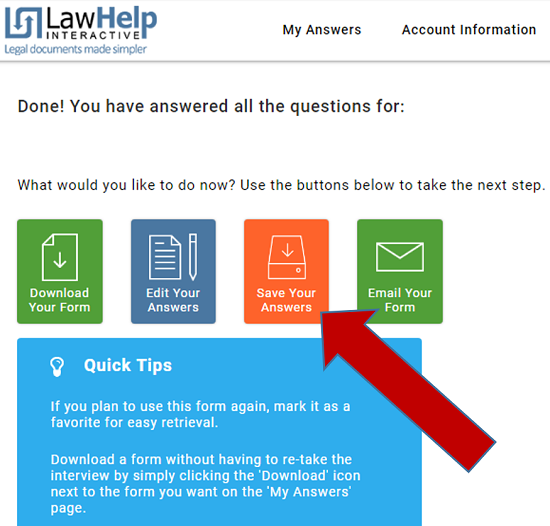 LawHelp
INTERACTIVE
Legal documents made simpler
My Answers
Account Information
Done! You have answered all the questions for:
What would you like to do now? Use the buttons below to take the next step.
Download
Your Form
Edit Your
Answers
Save Your
Answers
Email Your
Form
Quick Tips
If you plan to use this form again, mark it as a
favorite for easy retrieval.
Download a form without having to re-take the
interview by simply clicking the 'Download' icon
next to the form you want on the 'My Answers'
page.